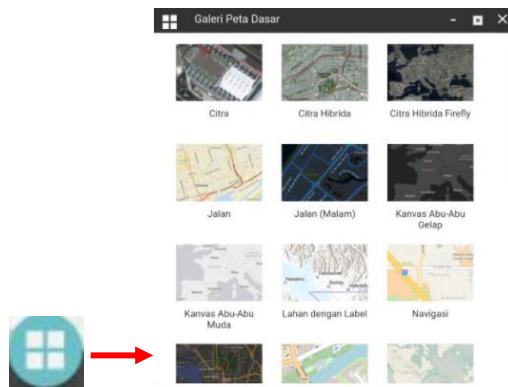 Galeri Peta Dasar
Citra
Citra Hibrida
Citra Hibrida Firefly
Jalan
Jalan (Malam)
Kanvas Abu-Abu
Gelap
Kanvas Abu-Abu
Muda
Lahan dengan Label
Navigasi